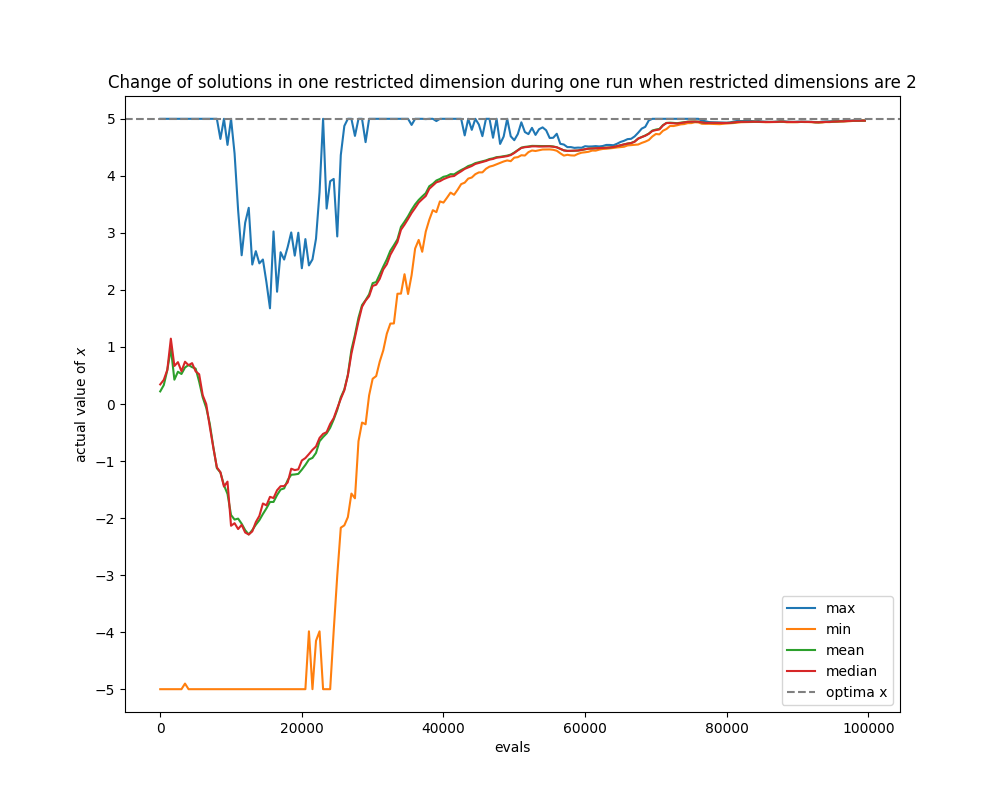 Change of solutions in one restricted dimension during one run when restricted dimensions are 2
5
4
3
2
1
0
−1
−2
−3
−4
−5
actual value of x
0
20000
40000
60000
80000
100000
evals
max
min
mean
median
optima x